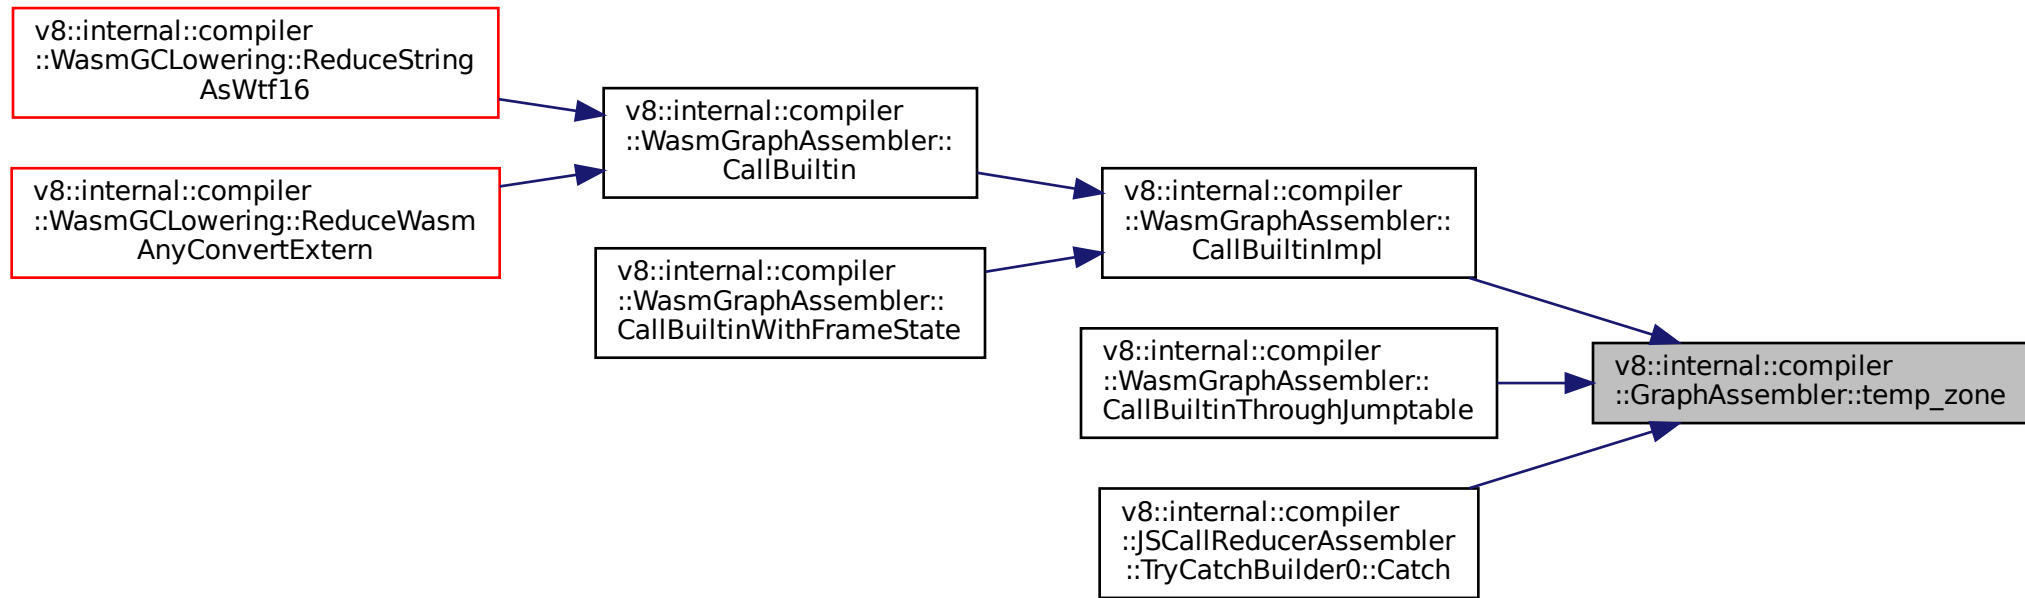 v8::internal::compiler
::WasmGCLowering::ReduceString
AsWtf16
v8::internal::compiler
::WasmGCLowering::ReduceWasm
AnyConvertExtern
v8::internal::compiler
::WasmGraphAssembler::
CallBuiltin
v8::internal::compiler
::WasmGraphAssembler::
CallBuiltinWithFrameState
v8::internal::compiler
::WasmGraphAssembler::
CallBuiltinImpl
v8::internal::compiler
::WasmGraphAssembler::
CallBuiltinThroughJumptable
v8::internal::compiler
::JSCallReducerAssembler
::TryCatchBuilder0::Catch
v8::internal::compiler
::GraphAssembler::temp_zone